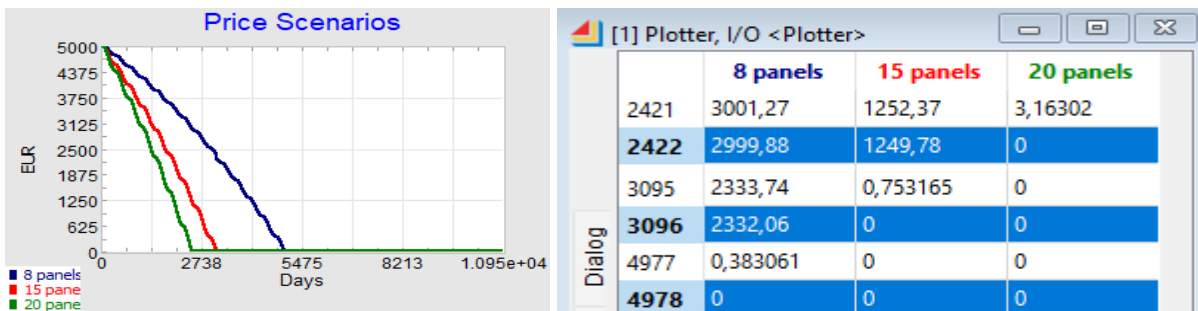 Price Scenarios
5000
4375
3750
3125
2500
1875
1250
625
0
EUR
0 2738 5475 8213 1.095e+04
Days
8 panels
15 pane
20 pane
[1] Plotter, I/O <Plotter>
8 panels 15 panels 20 panels
2421 3001,27 1252,37 3,16302
2422 2999,88 1249,78 0
3095 2333,74 0,753165 0
3096 2332,06 0 0
4977 0,383061 0 0
4978 0 0 0
Dialog